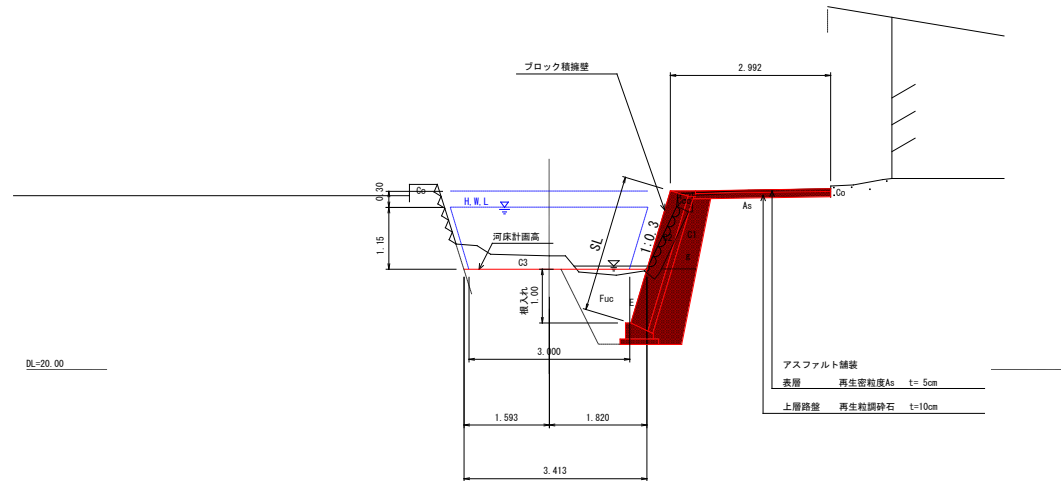 ブロック積擁壁
2.992
Co
0.30
H.W.L
Co
As
河床計画高
1.15
SL
1:0.3
C1
C3
根入れ
1.00
Fuc
E
3.000
DL=20.00
アスファルト舗装
表層 再生密粒度As t= 5cm
上層路盤 再生粒調砕石 t=10cm
1.593
1.820
3.413